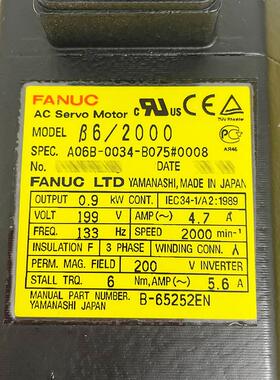 FANUC
AC Servo Motor
MODEL β6/2000
SPEC. A06B-0034-B075#0008
No.
FANUC LTD YAMANASHI, MADE IN JAPAN
OUTPUT 0.9 kW CONT. IEC34-1/A2:1989
VOLT 199 V AMP(~) 4.7 A
FREQ. 133 Hz SPEED 2000 min⁻¹
INSULATION F 3 PHASE WINDING CONN. 人
PERM. MAG. FIELD 200 V INVERTER
STALL TRQ. 6 Nm, AMP(~) 5.6 A
MANUAL PART NUMBER. B-65252EN
YAMANASHI JAPAN